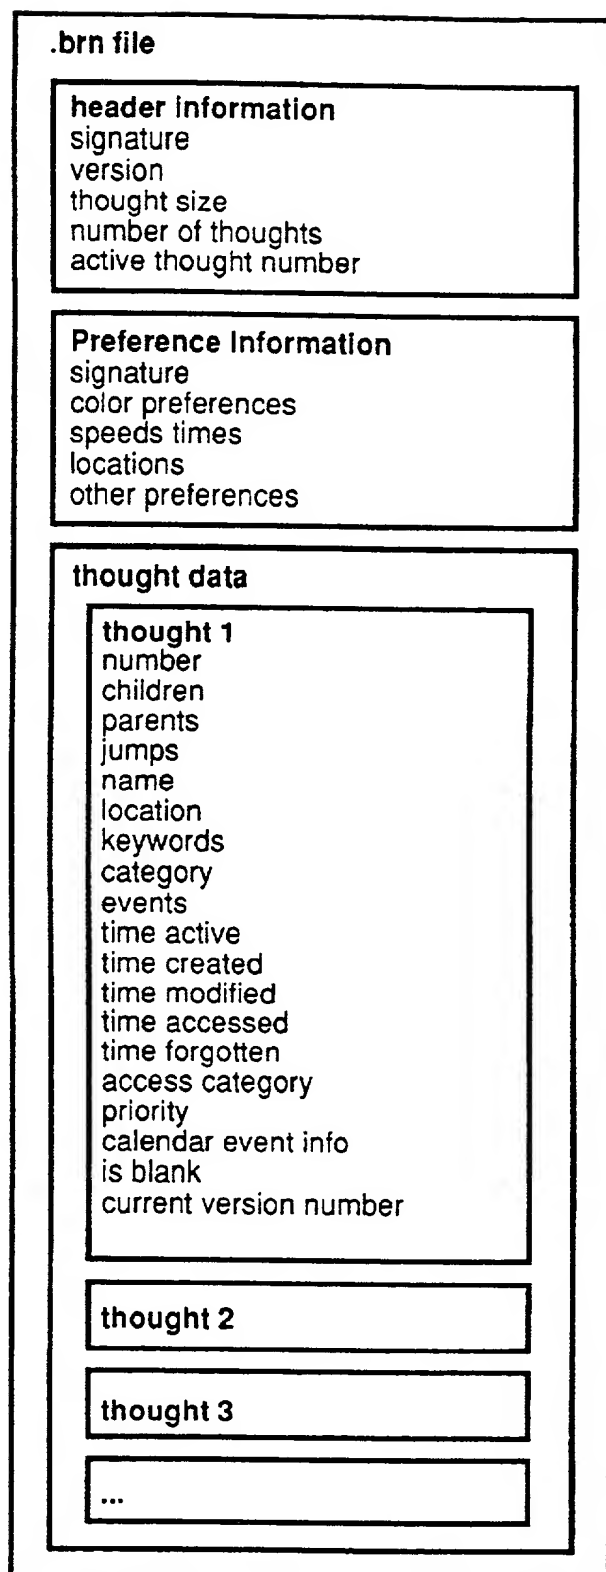 .brn file
header information
signature
version
thought size
number of thoughts
active thought number
Preference Information
signature
color preferences
speeds times
locations
other preferences
thought data
thought 1
number
children
parents
jumps
name
location
keywords
category
events
time active
time created
time modified
time accessed
time forgotten
access category
priority
calendar event info
is blank
current version number
thought 2
thought 3
...